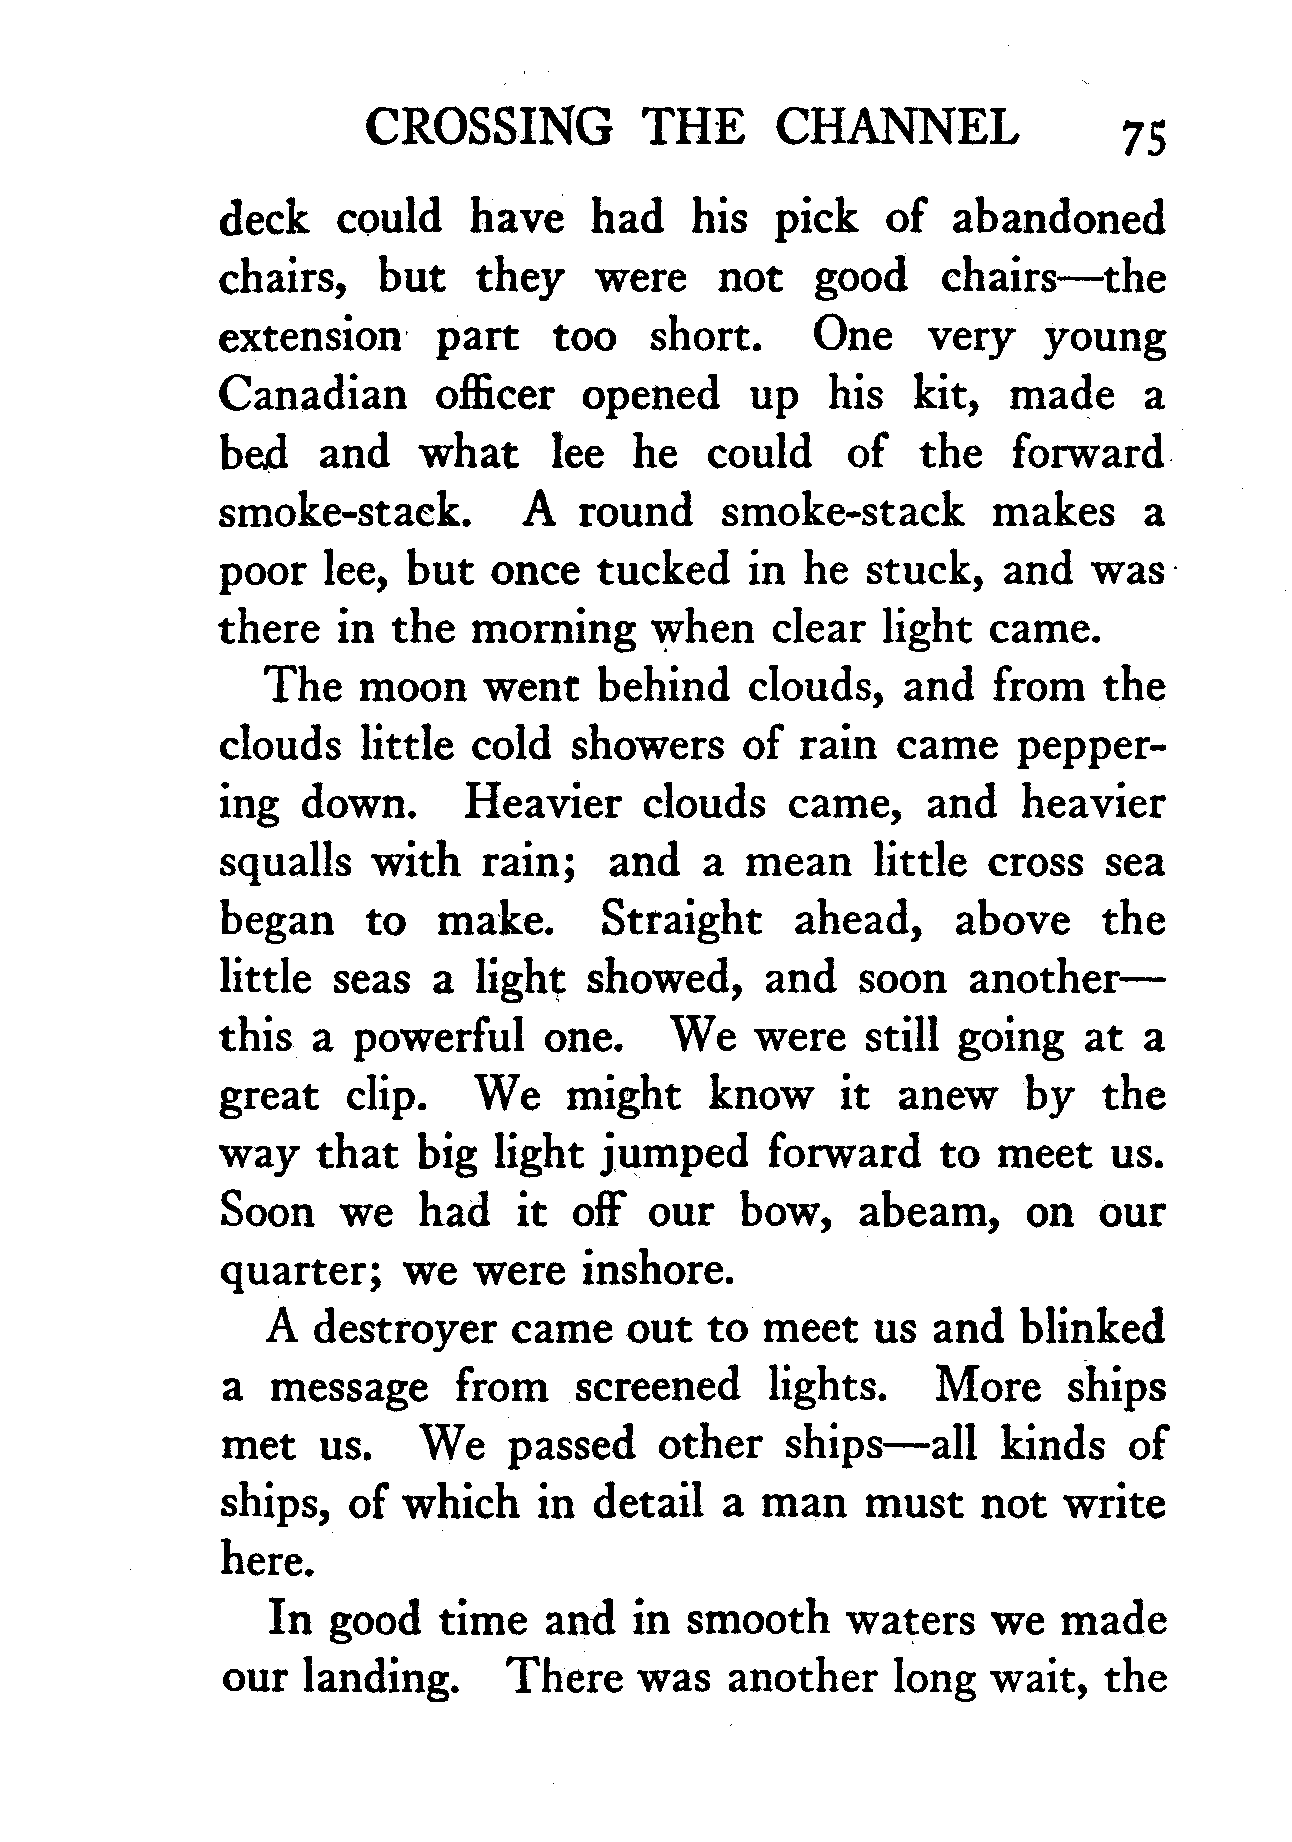 CROSSING THE CHANNEL 75
deck could have had his pick of abandoned
chairs, but they were not good chairs—the
extension part too short. One very young
Canadian officer opened up his kit, made a
bed and what lee he could of the forward
smoke-stack. A round smoke-stack makes a
poor lee, but once tucked in he stuck, and was
there in the morning when clear light came.
The moon went behind clouds, and from the
clouds little cold showers of rain came pepper-
ing down. Heavier clouds came, and heavier
squalls with rain; and a mean little cross sea
began to make. Straight ahead, above the
little seas a light showed, and soon another—
this a powerful one. We were still going at a
great clip. We might know it anew by the
way that big light jumped forward to meet us.
Soon we had it off our bow, abeam, on our
quarter; we were inshore.
A destroyer came out to meet us and blinked
a message from screened lights. More ships
met us. We passed other ships—all kinds of
ships, of which in detail a man must not write
here.
In good time and in smooth waters we made
our landing. There was another long wait, the